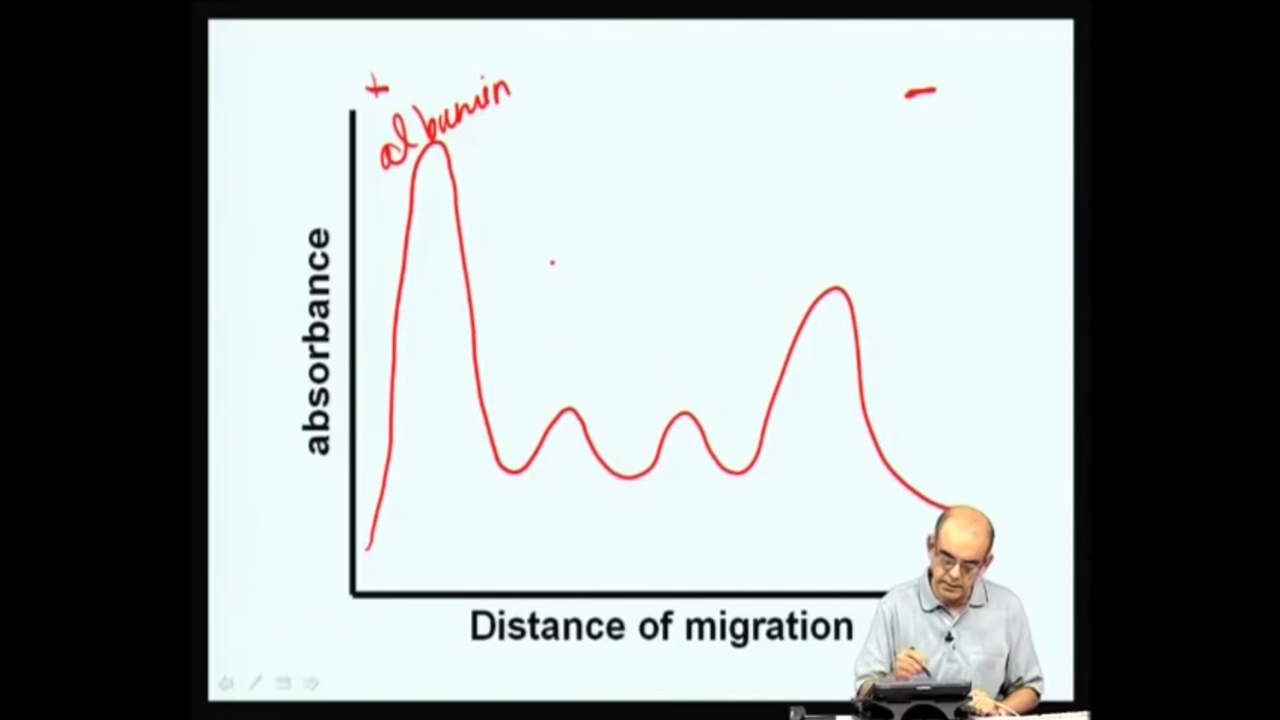 +
-
albumin
absorbance
Distance of migration